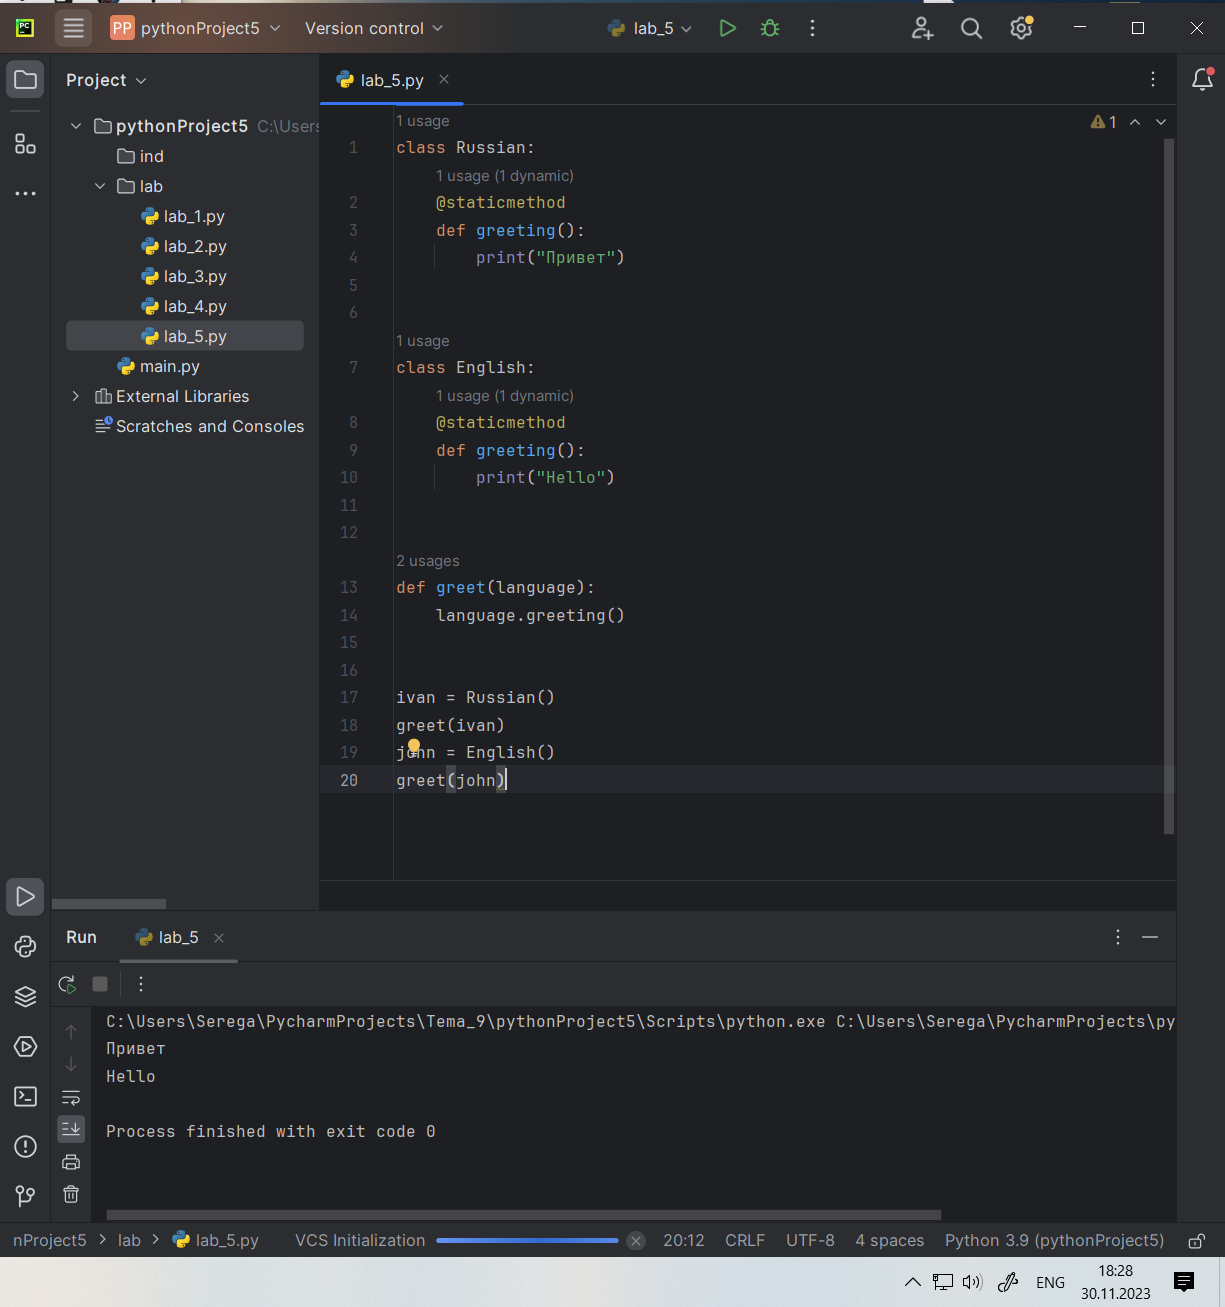 PC PP pythonProject5 Version control lab_5
Project
lab_5.py
pythonProject5 C:\Users
ind
lab
lab_1.py
lab_2.py
lab_3.py
lab_4.py
lab_5.py
main.py
External Libraries
Scratches and Consoles
1
1 usage
1 class Russian:
1 usage (1 dynamic)
2 @staticmethod
3 def greeting():
4 print("Привет")
5
6
1 usage
7 class English:
1 usage (1 dynamic)
8 @staticmethod
9 def greeting():
10 print("Hello")
11
12
2 usages
13 def greet(language):
14 language.greeting()
15
16
17 ivan = Russian()
18 greet(ivan)
19 john = English()
20 greet(john)
Run lab_5
C:\Users\Serega\PycharmProjects\Tema_9\pythonProject5\Scripts\python.exe C:\Users\Serega\PycharmProjects\py
Привет
Hello
Process finished with exit code 0
nProject5 lab lab_5.py VCS Initialization 20:12 CRLF UTF-8 4 spaces Python 3.9 (pythonProject5)
ENG
18:28
30.11.2023